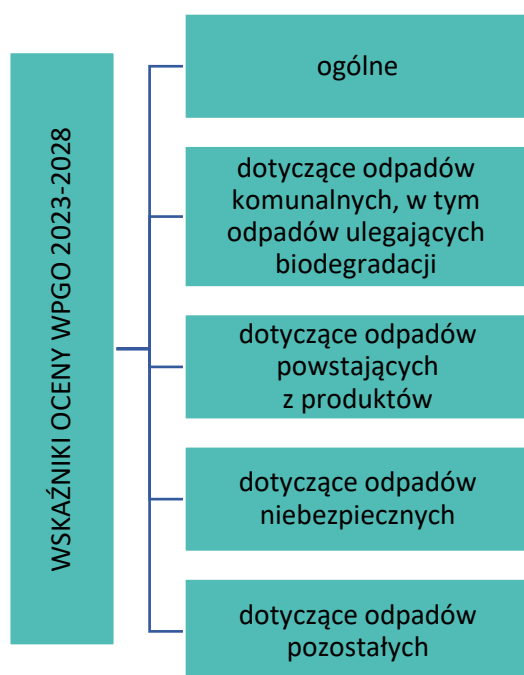 WSKAŹNIKI OCENY WPGO 2023-2028
ogólne
dotyczące odpadów
komunalnych, w tym
odpadów ulegających
biodegradacji
dotyczące odpadów
powstających
z produktów
dotyczące odpadów
niebezpiecznych
dotyczące odpadów
pozostałych